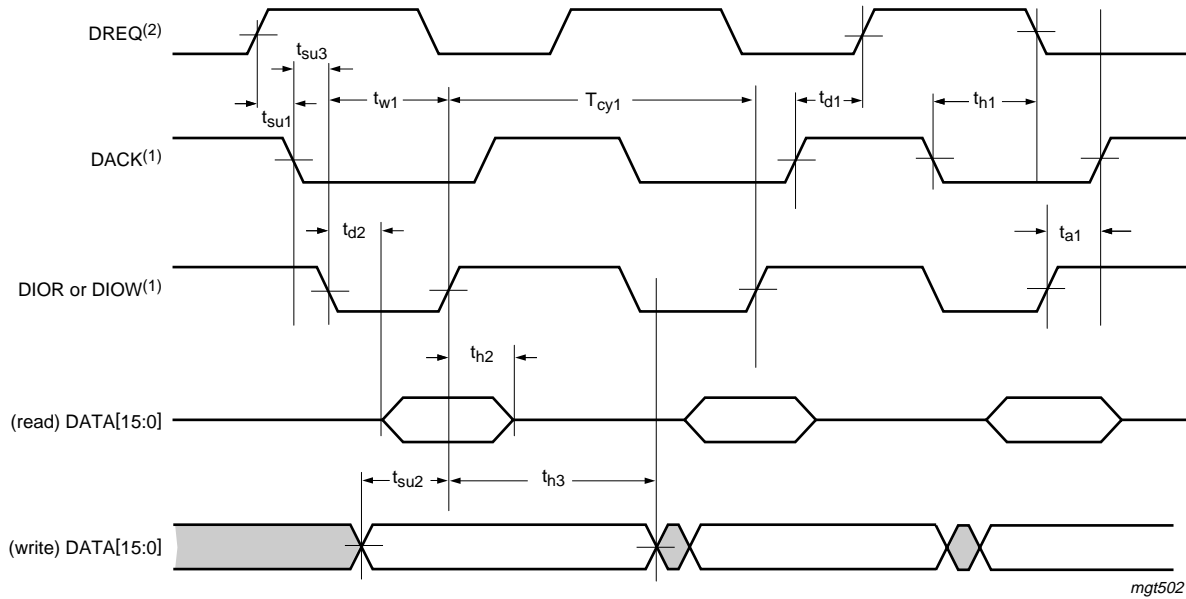 DREQ(2)
tsu3
tw1
Tcy1
td1
th1
tsu1
DACK(1)
td2
ta1
DIOR or DIOW(1)
th2
(read) DATA[15:0]
tsu2
th3
(write) DATA[15:0]
mgt502